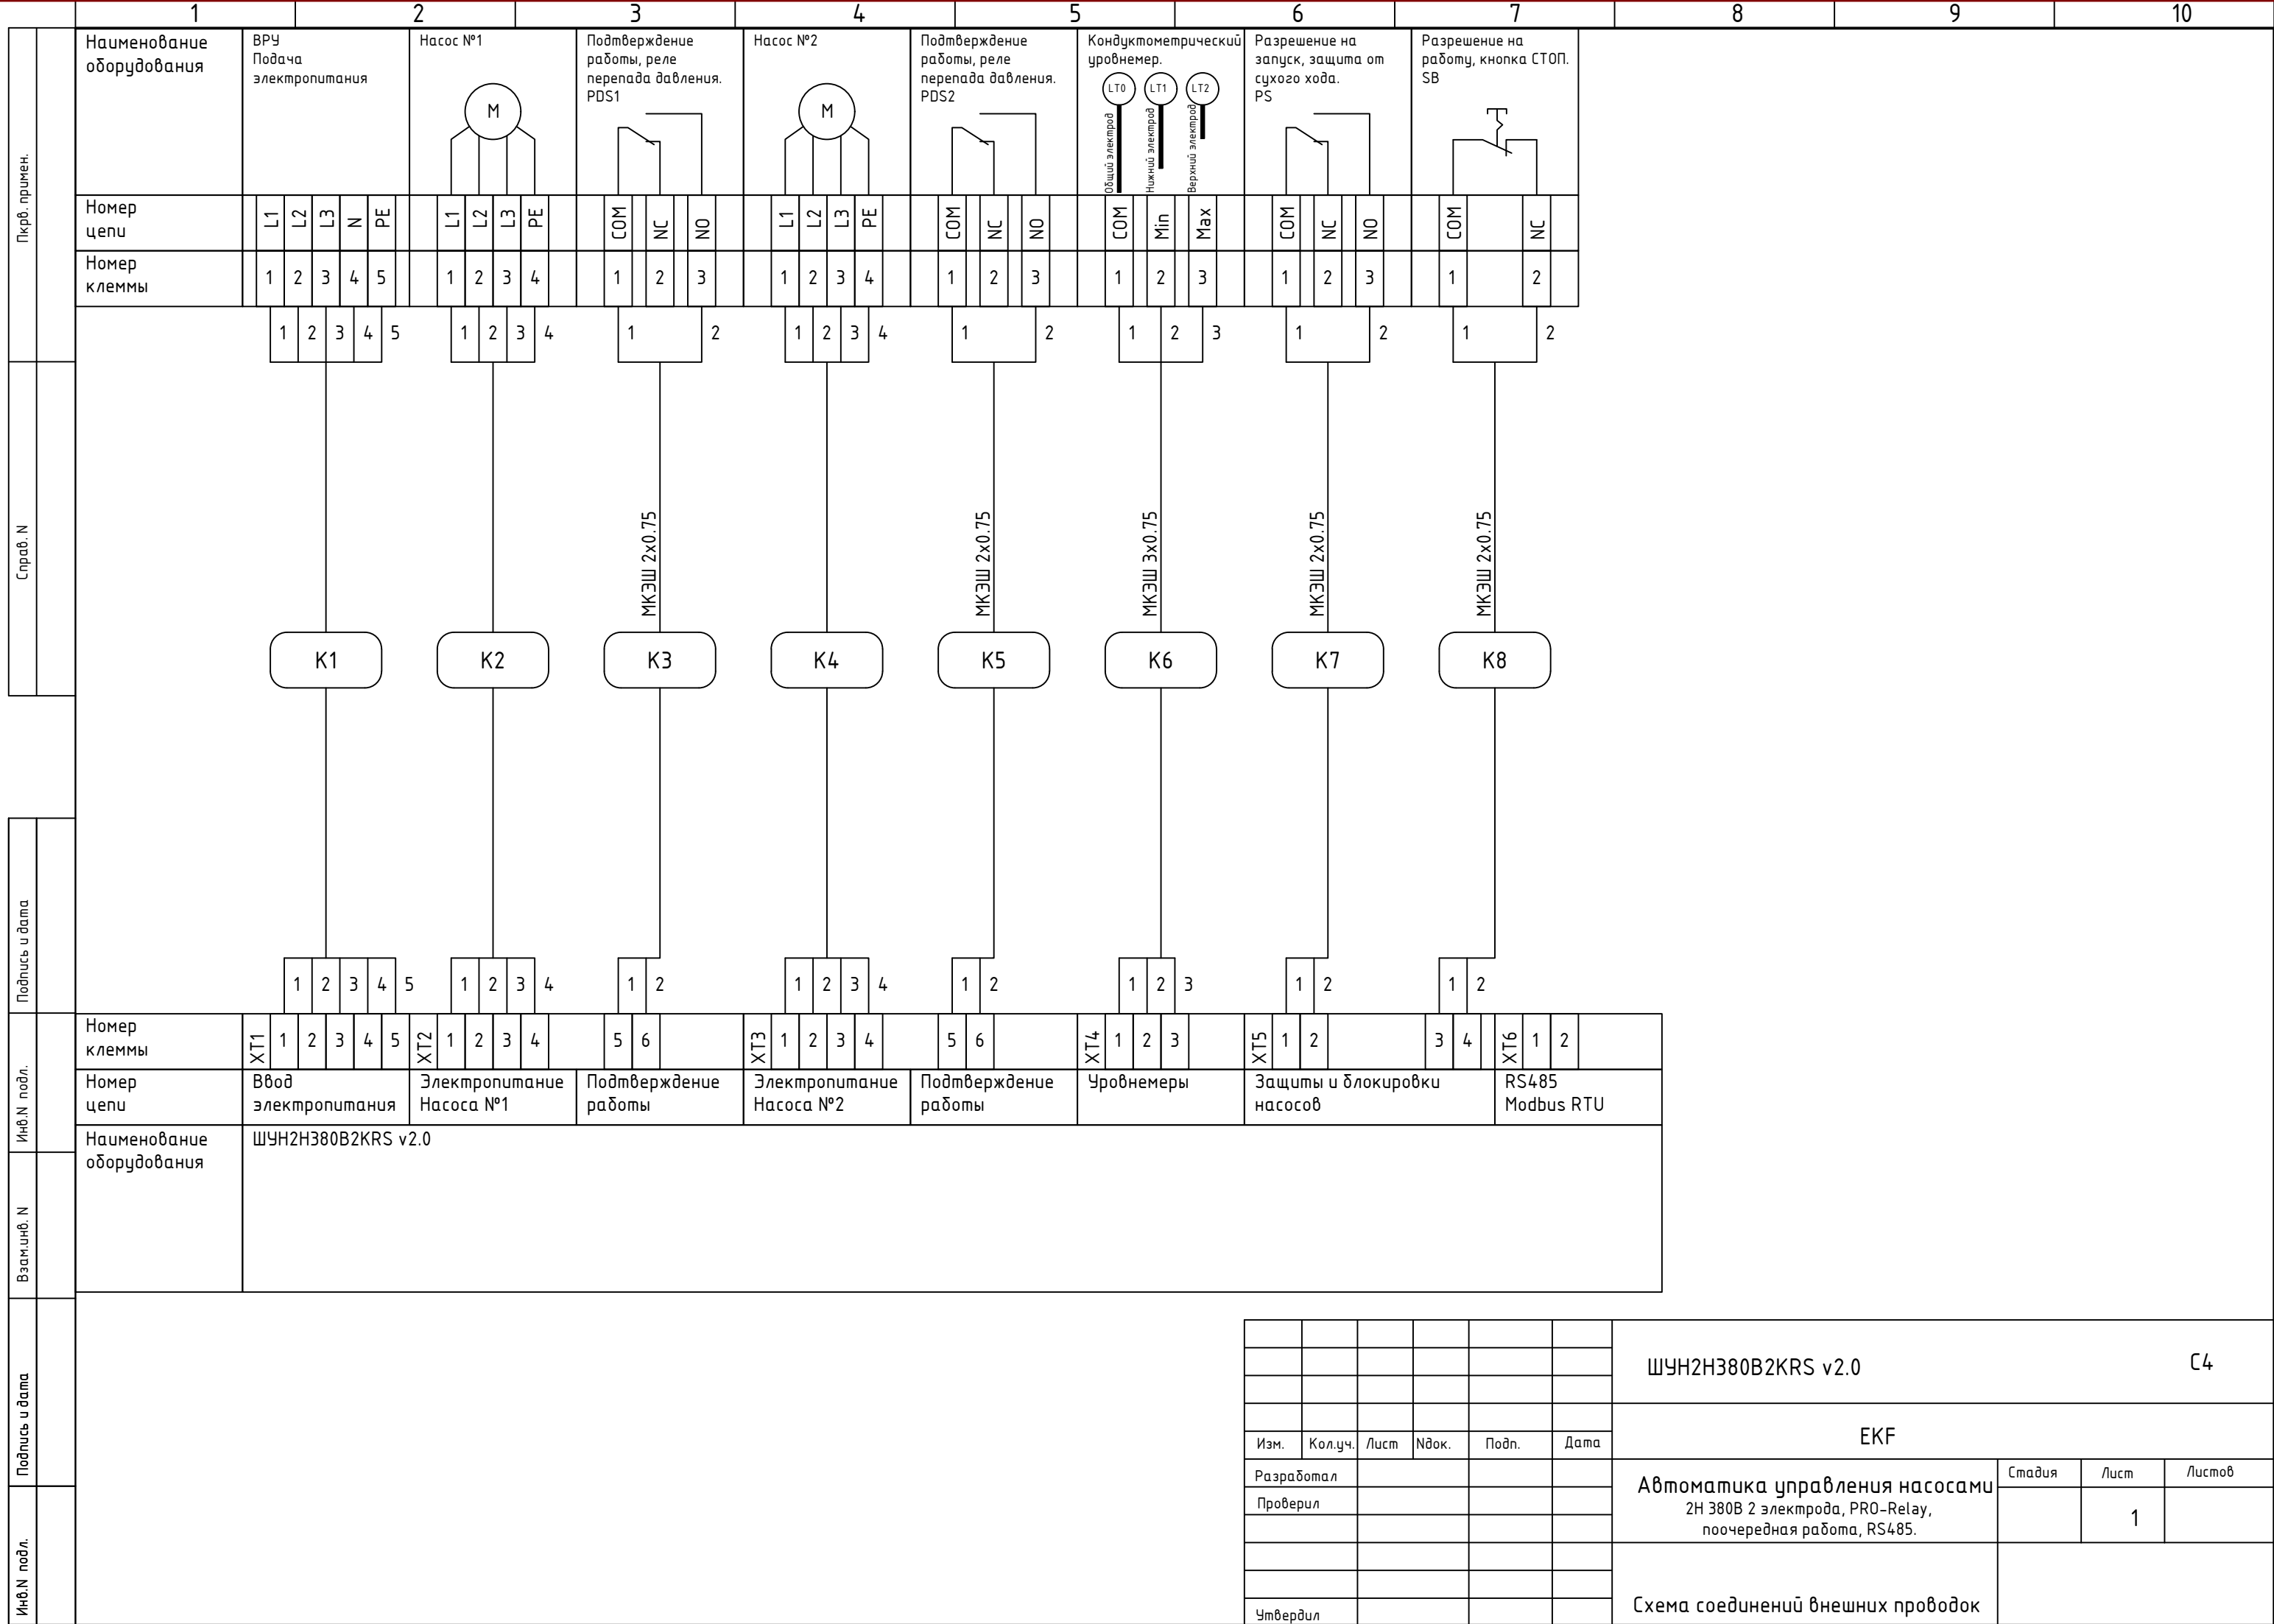 1 2 3 4 5 6 7 8 9 10
Наименование
оборудования
ВРУ
Подача
электропитания
Насос №1
M
Подтверждение
работы, реле
перепада давления.
PDS1
Насос №2
M
Подтверждение
работы, реле
перепада давления.
PDS2
Кондуктометрический
уровнемер.
LT0 LT1 LT2
Общий электрод
Нижний электрод
Верхний электрод
Разрешение на
запуск, защита от
сухого хода.
PS
Разрешение на
работу, кнопка СТОП.
SB
Номер
цепи
L1 L2 L3 N PE L1 L2 L3 PE COM NC NO L1 L2 L3 PE COM NC NO COM Min Max COM NC NO COM NC
Номер
клеммы
1 2 3 4 5 1 2 3 4 1 2 3 1 2 3 4 1 2 3 1 2 3 1 2 3 1 2
1 2 3 4 5 1 2 3 4 1 2 1 2 3 4 1 2 1 2 3 1 2 1 2
МКЭШ 2x0.75
МКЭШ 2x0.75
МКЭШ 3x0.75
МКЭШ 2x0.75
МКЭШ 2x0.75
K1 K2 K3 K4 K5 K6 K7 K8
1 2 3 4 5 1 2 3 4 1 2 1 2 3 4 1 2 1 2 3 1 2 1 2
Номер
клеммы
XT1 1 2 3 4 5 XT2 1 2 3 4 5 6 XT3 1 2 3 4 5 6 XT4 1 2 3 XT5 1 2 3 4 XT6 1 2
Номер
цепи
Ввод
электропитания
Электропитание
Насоса №1
Подтверждение
работы
Электропитание
Насоса №2
Подтверждение
работы
Уровнемеры
Защиты и блокировки
насосов
RS485
Modbus RTU
Наименование
оборудования
ШУН2Н380В2KRS v2.0
Пкрв. примен.
Справ. N
Подпись и дата
Инв.N подл.
Взам.инв. N
Подпись и дата
Инв.N подл.
ШУН2Н380В2KRS v2.0
С4
EKF
Изм. Кол.уч. Лист Nдок. Подп. Дата
Разработал
Проверил
Утвердил
Автоматика управления насосами
2Н 380В 2 электрода, PRO-Relay,
поочередная работа, RS485.
Стадия Лист Листов
1
Схема соединений внешних проводок